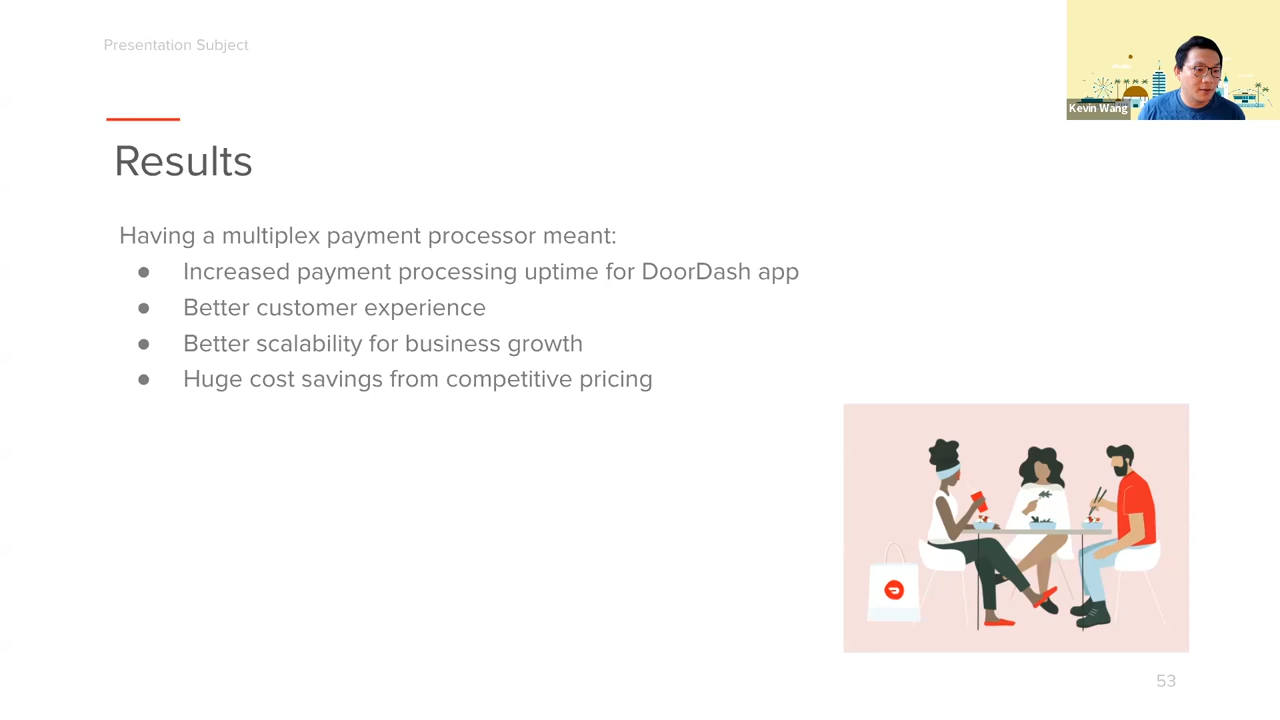 Presentation Subject
Kevin Wang
Results
Having a multiplex payment processor meant:
● Increased payment processing uptime for DoorDash app
● Better customer experience
● Better scalability for business growth
● Huge cost savings from competitive pricing
53